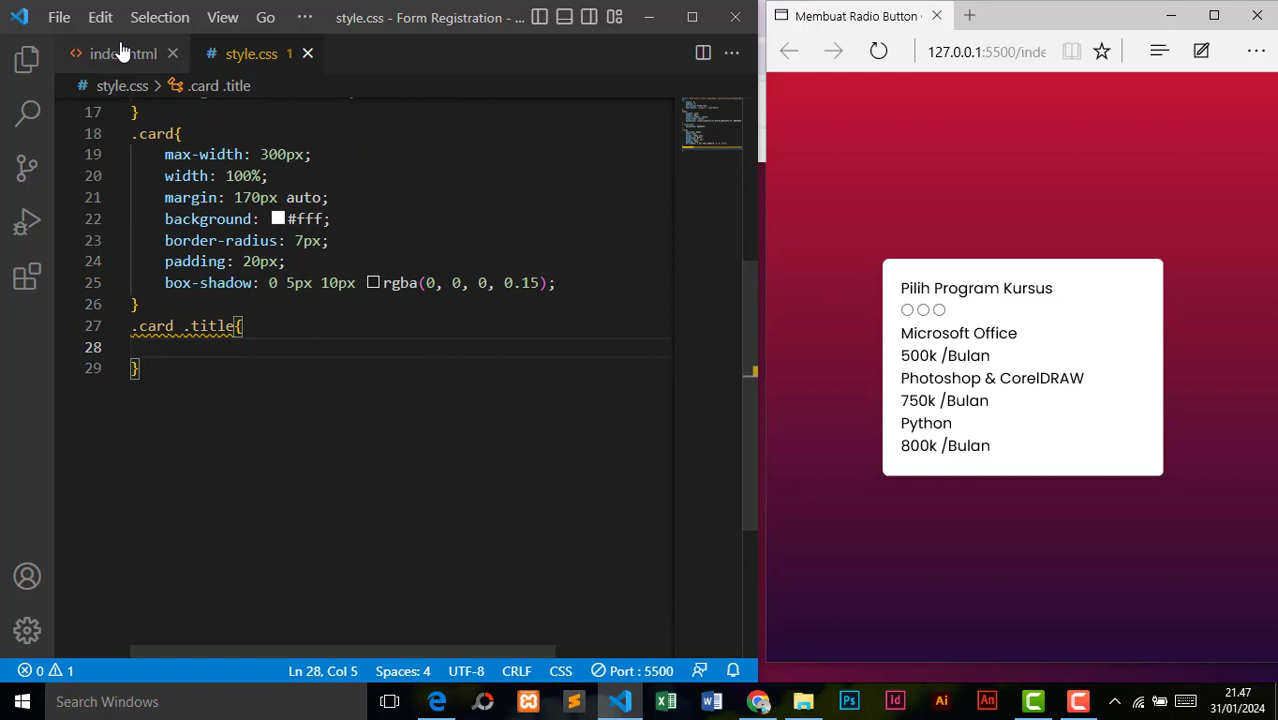 File Edit Selection View Go ··· style.css - Form Registration - ...
index.html style.css 1
style.css > .card .title
17 }
18 .card{
19 max-width: 300px;
20 width: 100%;
21 margin: 170px auto;
22 background: #fff;
23 border-radius: 7px;
24 padding: 20px;
25 box-shadow: 0 5px 10px rgba(0, 0, 0, 0.15);
26 }
27 .card .title{
28
29 }
0 1 Ln 28, Col 5 Spaces: 4 UTF-8 CRLF CSS Port : 5500
Membuat Radio Button
127.0.0.1:5500/inde
Pilih Program Kursus
Microsoft Office
500k /Bulan
Photoshop & CorelDRAW
750k /Bulan
Python
800k /Bulan
Search Windows
Ps Id Ai An
21.47
31/01/2024